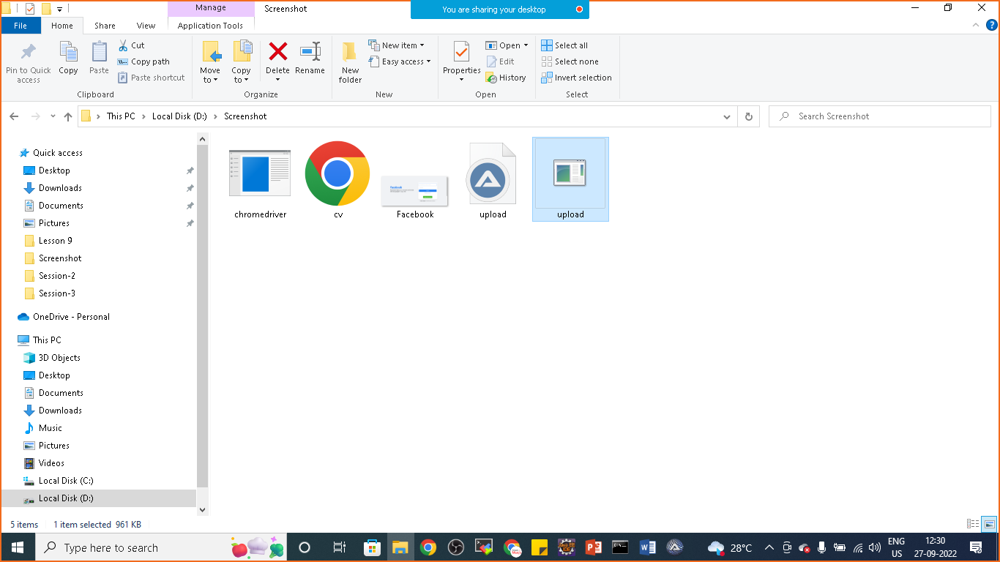 Manage
Screenshot
You are sharing your desktop
File
Home
Share
View
Application Tools
Pin to Quick
access
Copy
Paste
Cut
Copy path
Paste shortcut
Clipboard
Move
to
Copy
to
Delete
Rename
Organize
New
folder
New item
Easy access
New
Properties
Open
Edit
History
Open
Select all
Select none
Invert selection
Select
This PC
Local Disk (D:)
Screenshot
Search Screenshot
Quick access
Desktop
Downloads
Documents
Pictures
Lesson 9
Screenshot
Session-2
Session-3
OneDrive - Personal
This PC
3D Objects
Desktop
Documents
Downloads
Music
Pictures
Videos
Local Disk (C:)
Local Disk (D:)
chromedriver
cv
Facebook
upload
upload
5 items
1 item selected 961 KB
Type here to search
28°C
ENG
US
12:30
27-09-2022